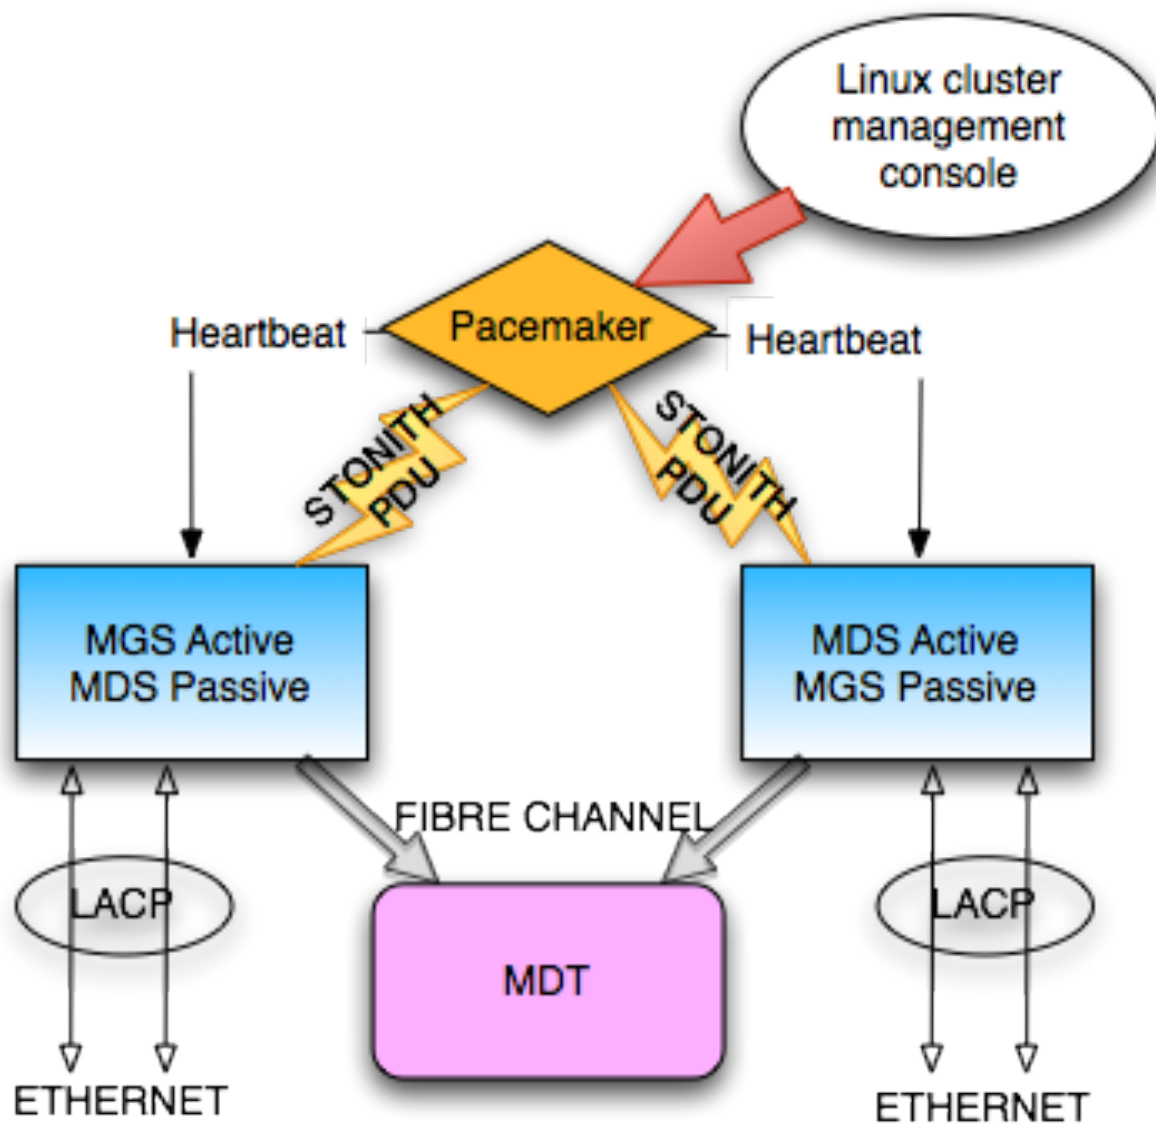 Linux cluster
management
console
Pacemaker
Heartbeat
Heartbeat
STONITH
PDU
STONITH
PDU
MGS Active
MDS Passive
MDS Active
MGS Passive
FIBRE CHANNEL
LACP
LACP
MDT
ETHERNET
ETHERNET